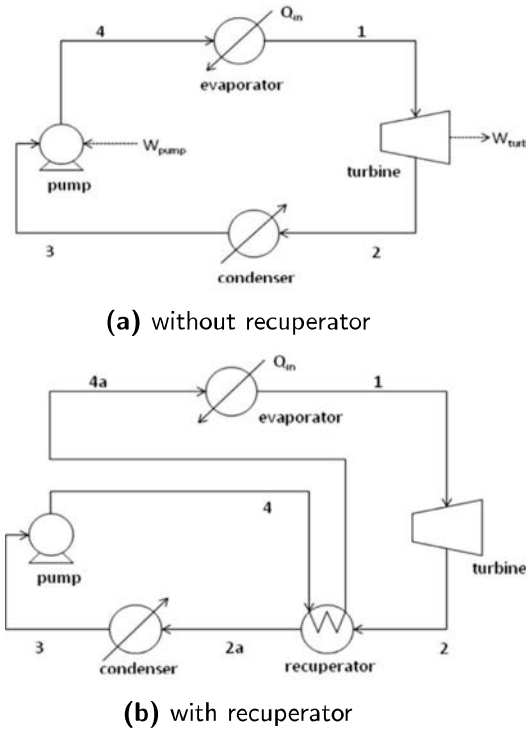 4
Q_in
1
evaporator
W_pump
W_turb
pump
turbine
3
condenser
2
(a) without recuperator
4a
Q_in
1
evaporator
4
pump
turbine
3
condenser
2a
recuperator
2
(b) with recuperator